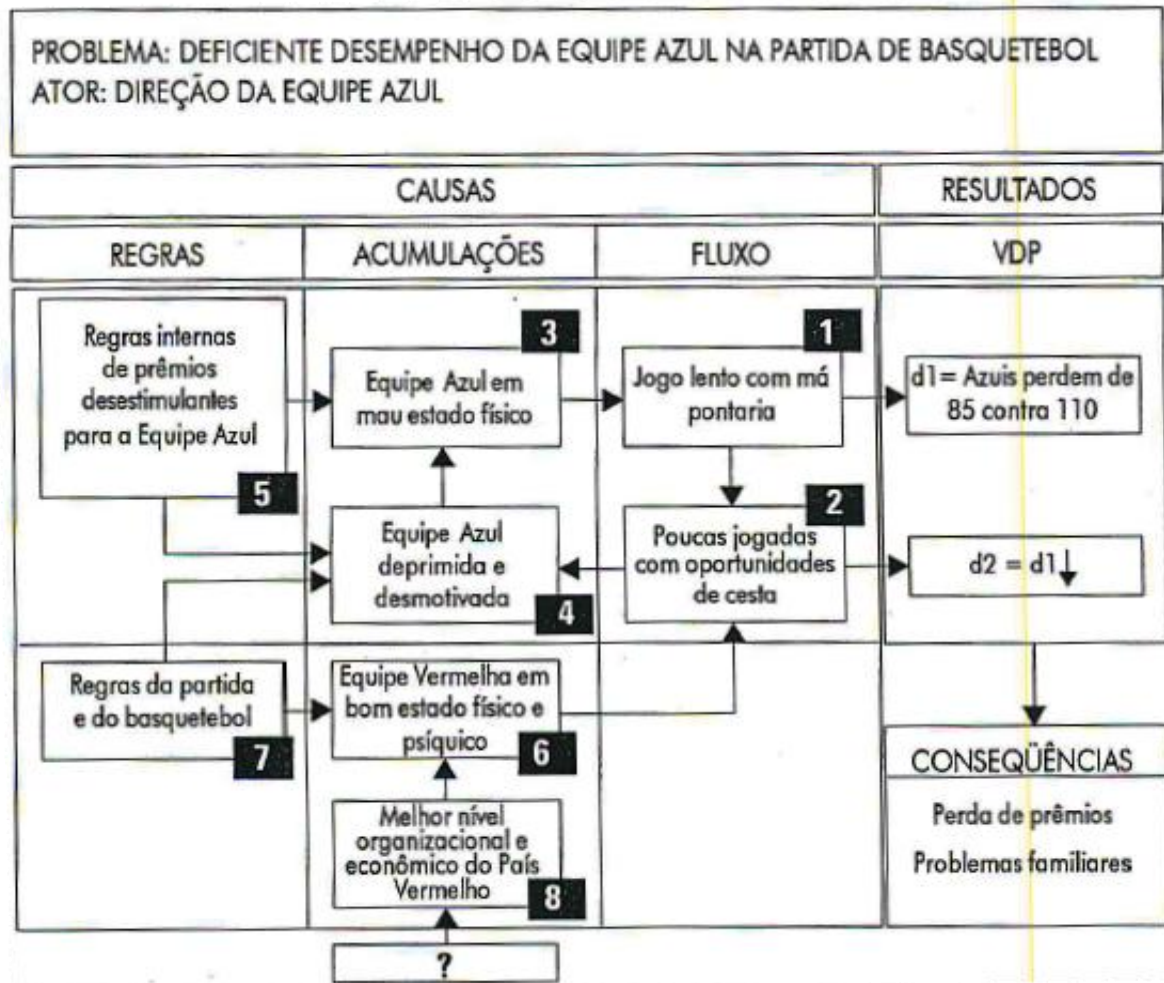 PROBLEMA: DEFICIENTE DESEMPENHO DA EQUIPE AZUL NA PARTIDA DE BASQUETEBOL
ATOR: DIREÇÃO DA EQUIPE AZUL
CAUSAS
RESULTADOS
REGRAS
ACUMULAÇÕES
FLUXO
VDP
Regras internas
de prêmios
desestimulantes
para a Equipe Azul
5
3
Equipe Azul em
mau estado físico
1
Jogo lento com má
pontaria
d1= Azuis perdem de
85 contra 110
Equipe Azul
deprimida e
desmotivada
4
2
Poucas jogadas
com oportunidades
de cesta
d2 = d1↓
Regras da partida
e do basquetebol
7
Equipe Vermelha em
bom estado físico e
psíquico
6
Melhor nível
organizacional e
econômico do País
Vermelho
8
?
CONSEQÜÊNCIAS
Perda de prêmios
Problemas familiares